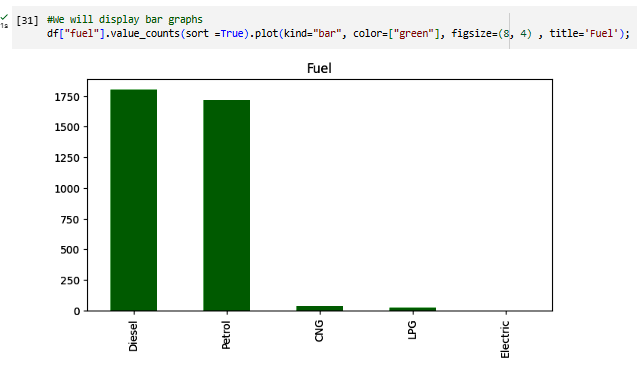 [31] #We will display bar graphs
1s
df["fuel"].value_counts(sort =True).plot(kind="bar", color=["green"], figsize=(8, 4) , title='Fuel');
Fuel
1750
1500
1250
1000
750
500
250
0
Diesel
Petrol
CNG
LPG
Electric